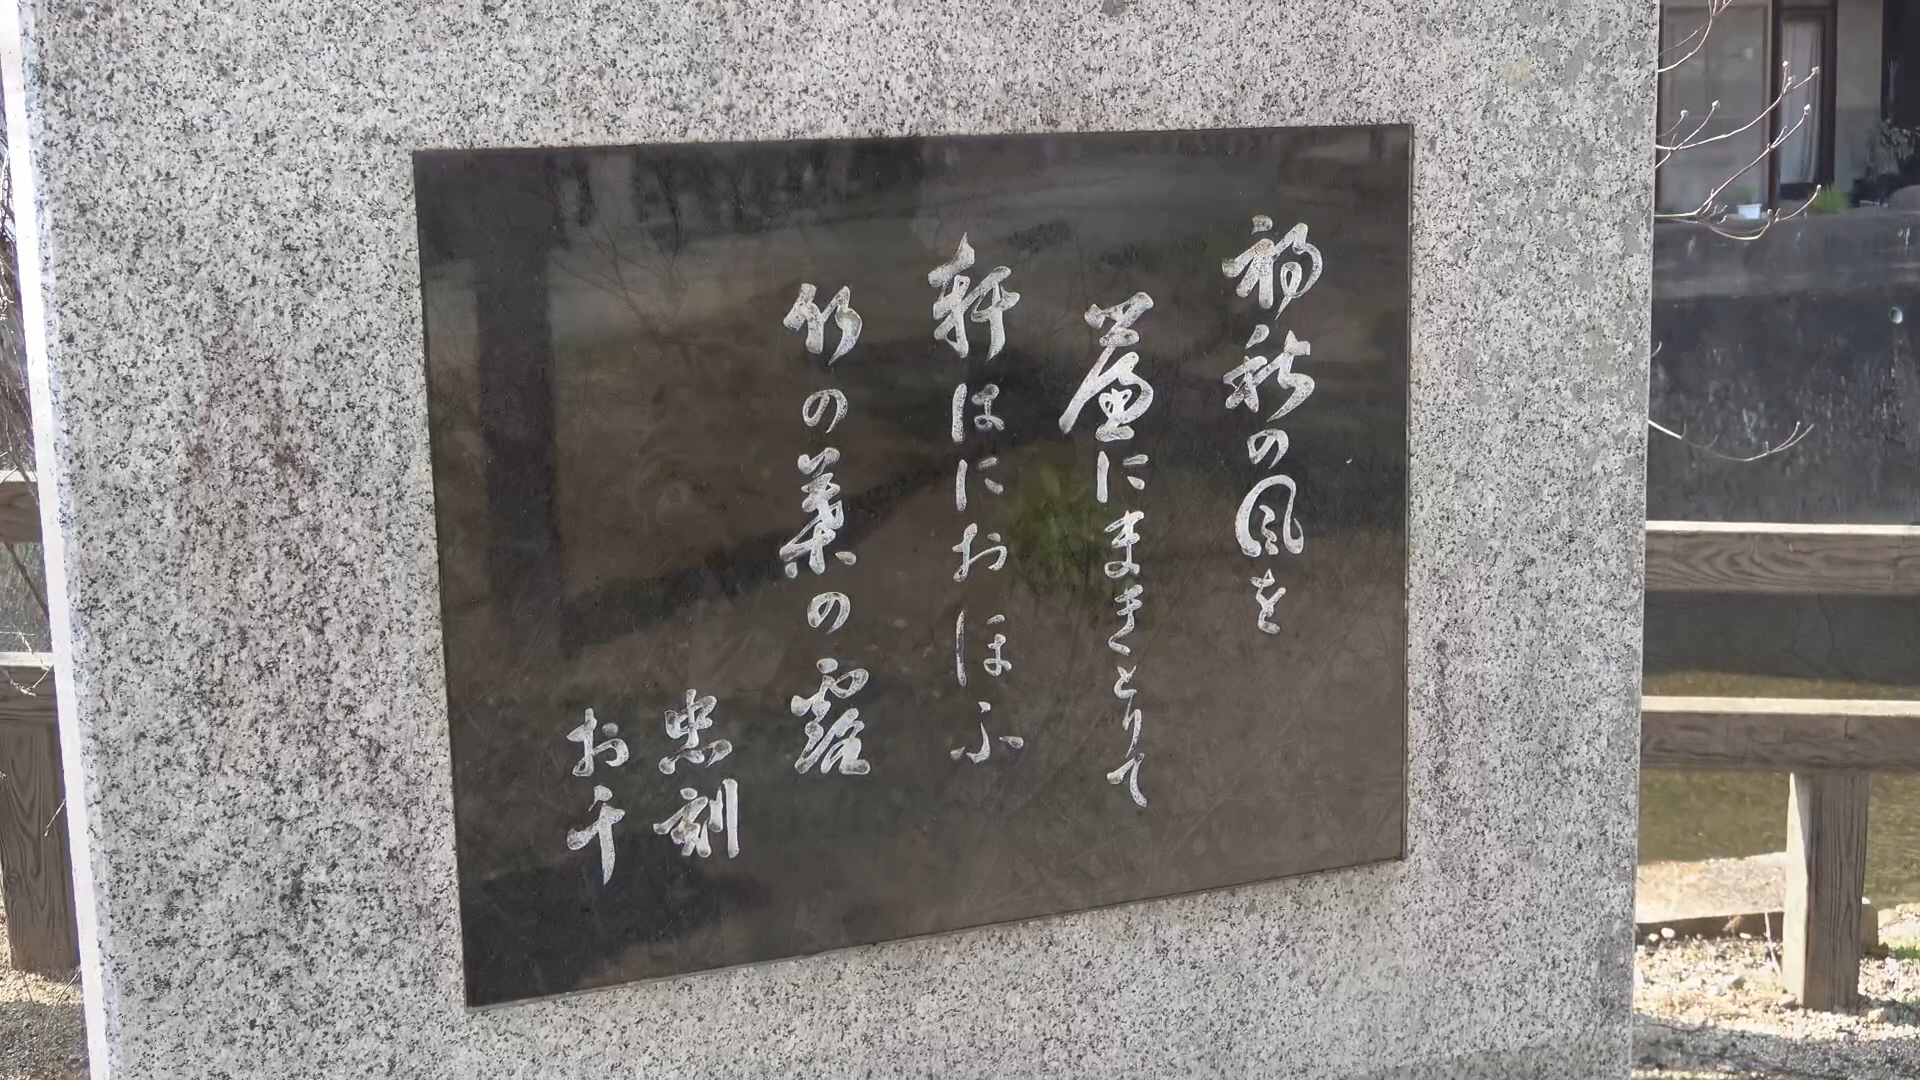 初秋の風を
簾にまきとりて
軒はにおほふ
竹の葉の露
忠刻
お千